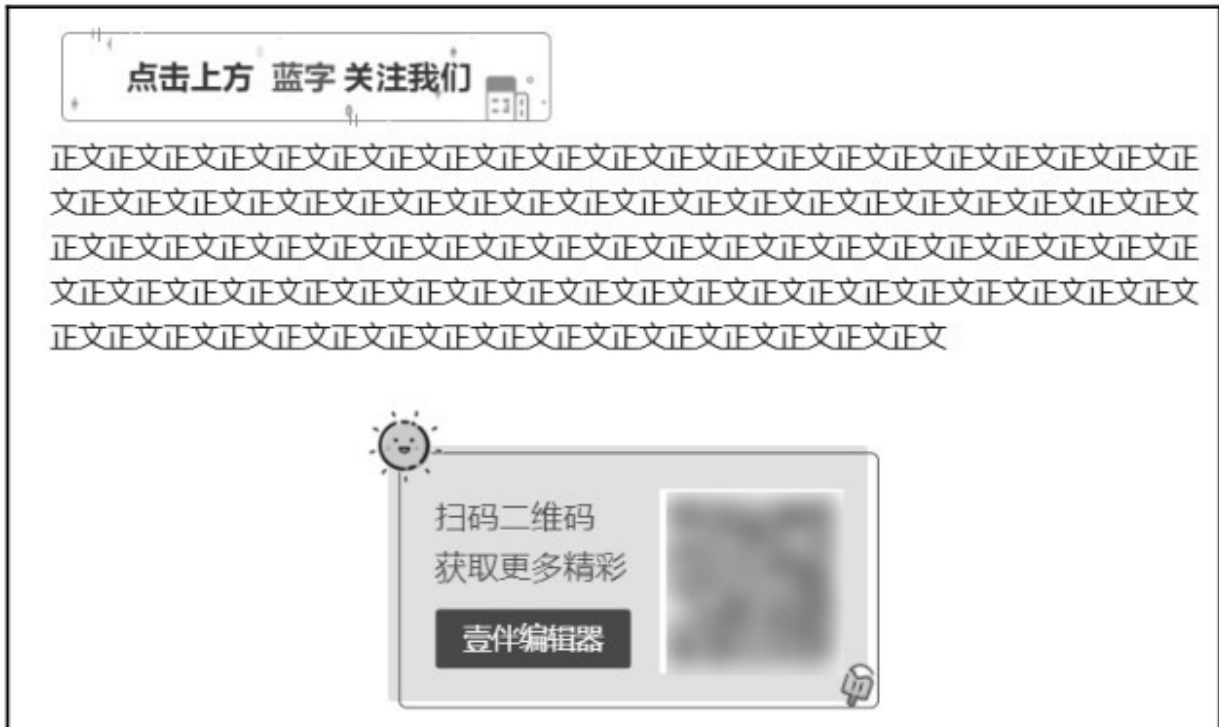 点击上方 蓝字 关注我们
正文正文正文正文正文正文正文正文正文正文正文正文正文正文正文正文正文正文正文正文正
文正文正文正文正文正文正文正文正文正文正文正文正文正文正文正文正文正文正文正文正文
正文正文正文正文正文正文正文正文正文正文正文正文正文正文正文正文正文正文正文正文正
文正文正文正文正文正文正文正文正文正文正文正文正文正文正文正文正文正文正文正文正文
正文正文正文正文正文正文正文正文正文正文正文正文正文正文正文正文
扫码二维码
获取更多精彩
壹伴编辑器